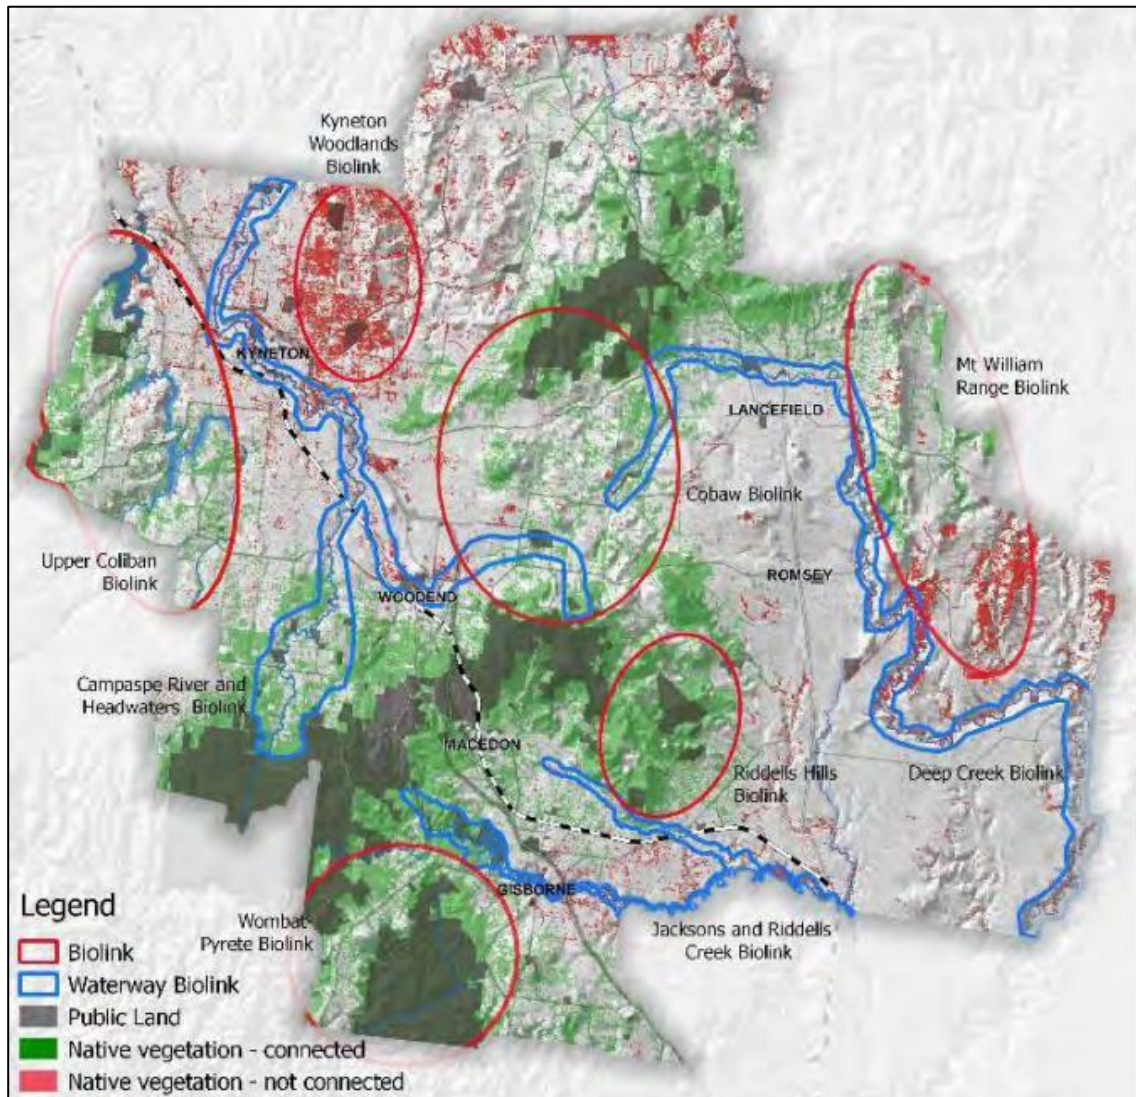 Kyneton
Woodlands
Biolink
KYNETON
Mt William
Range Biolink
LANCEFIELD
Cobaw Biolink
Upper Coliban
Biolink
ROMSEY
WOODEND
Campaspe River and
Headwaters Biolink
MACEDON
Riddells Hills
Biolink
Deep Creek Biolink
GISBORNE
Wombat-
Pyrete Biolink
Jacksons and Riddells
Creek Biolink
Legend
Biolink
Waterway Biolink
Public Land
Native vegetation - connected
Native vegetation - not connected